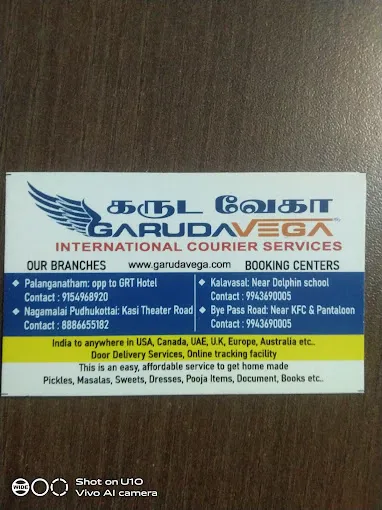 கருட வேகா
GARUDAVEGA
INTERNATIONAL COURIER SERVICES
OUR BRANCHES www.garudavega.com BOOKING CENTERS
❖ Palanganatham: opp to GRT Hotel
Contact : 9154968920
❖ Nagamalai Pudhukottai: Kasi Theater Road
Contact : 8886655182
❖ Kalavasal: Near Dolphin school
Contact : 9943690005
❖ Bye Pass Road: Near KFC & Pantaloon
Contact : 9943690005
India to anywhere in USA, Canada, UAE, U.K, Europe, Australia etc..
Door Delivery Services, Online tracking facility
This is an easy, affordable service to get home made
Pickles, Masalas, Sweets, Dresses, Pooja Items, Document, Books etc..
WIDE
Shot on U10
Vivo AI camera